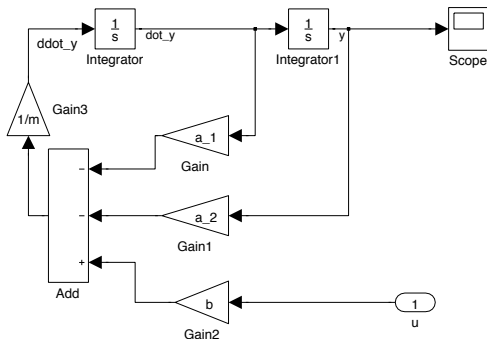 1
s
1
s
ddot_y
dot_y
y
Integrator
Integrator1
Scope
1/m
Gain3
a_1
Gain
−
−
+
Add
a_2
Gain1
b
Gain2
1
u